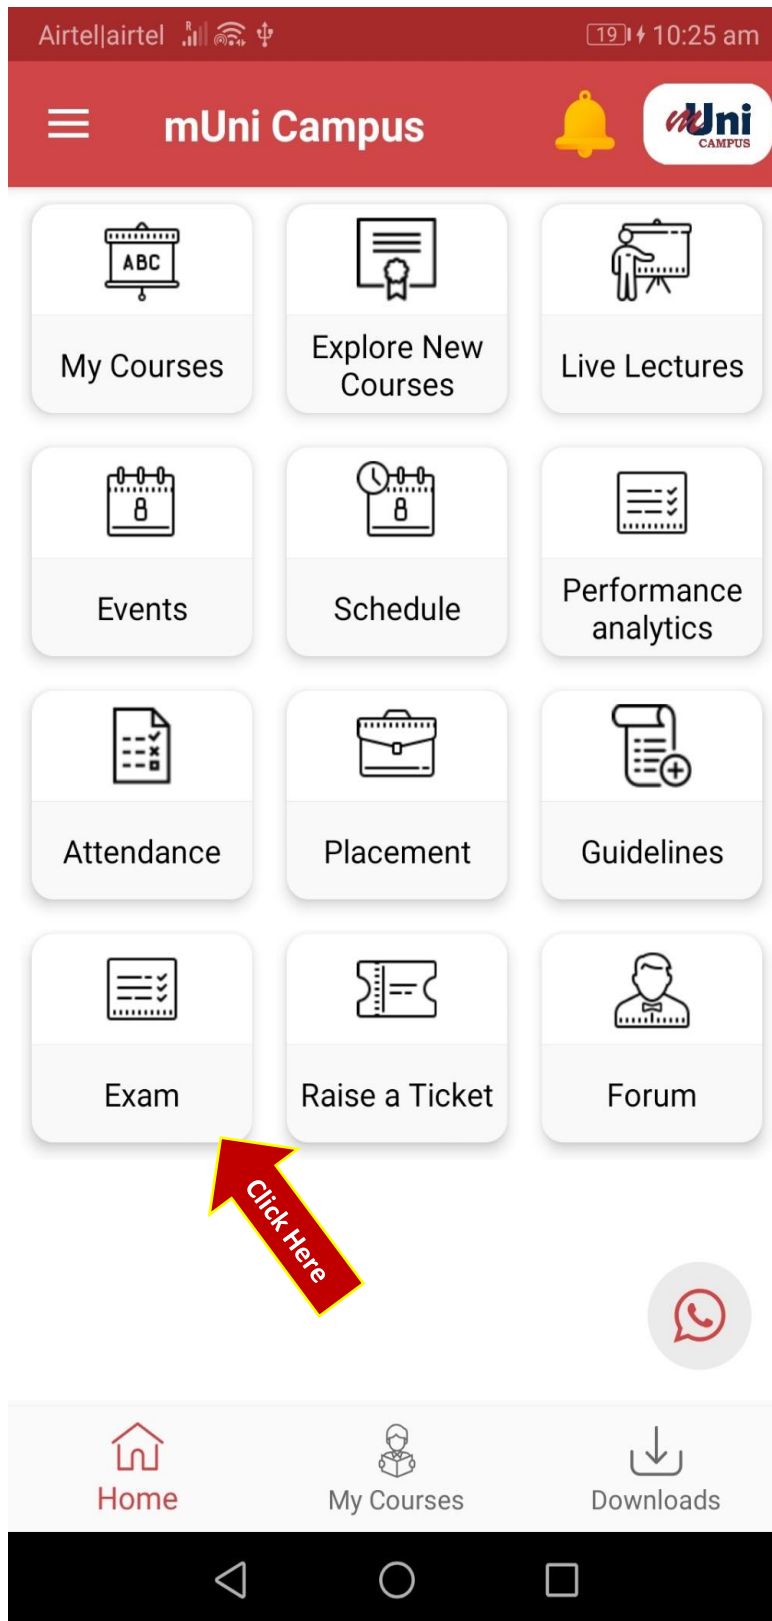 Airtel|airtel R 19 10:25 am
mUni Campus
mUni
CAMPUS
ABC
My Courses
Explore New
Courses
Live Lectures
8
Events
8
Schedule
Performance
analytics
Attendance
Placement
Guidelines
Exam
Raise a Ticket
Forum
Click Here
Home
My Courses
Downloads